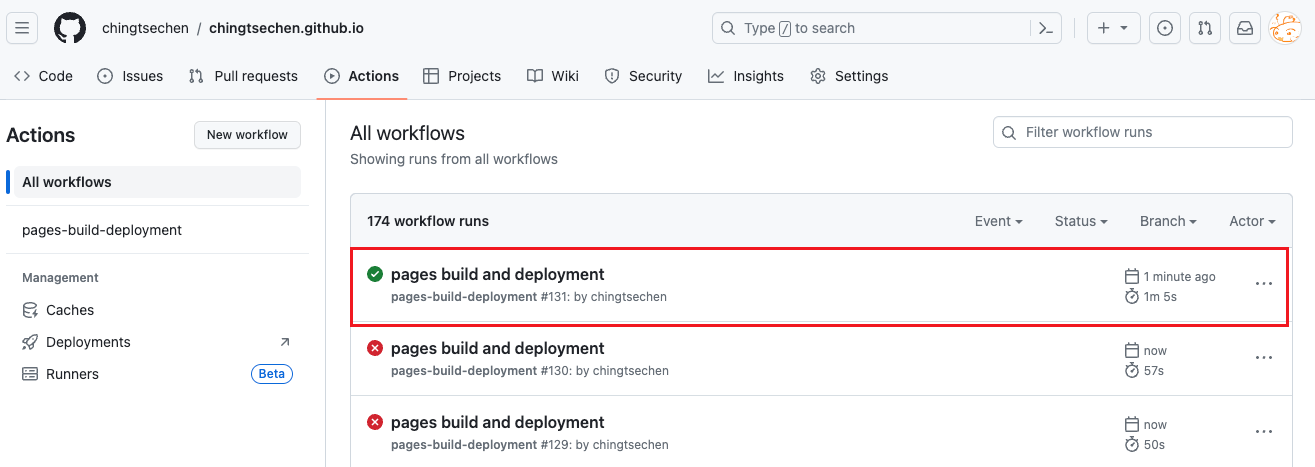 chingtsechen / chingtsechen.github.io
Type / to search
Code Issues Pull requests Actions Projects Wiki Security Insights Settings
Actions
New workflow
All workflows
pages-build-deployment
Management
Caches
Deployments
Runners Beta
All workflows
Showing runs from all workflows
Filter workflow runs
174 workflow runs Event Status Branch Actor
pages build and deployment
pages-build-deployment #131: by chingtsechen
1 minute ago
1m 5s
pages build and deployment
pages-build-deployment #130: by chingtsechen
now
57s
pages build and deployment
pages-build-deployment #129: by chingtsechen
now
50s